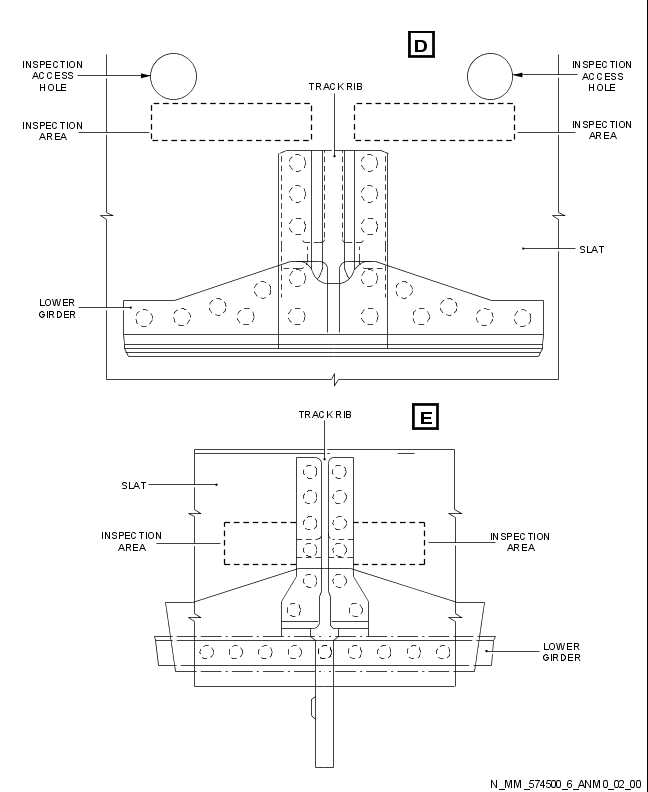 D
INSPECTION
ACCESS
HOLE
INSPECTION
ACCESS
HOLE
TRACK RIB
INSPECTION
AREA
INSPECTION
AREA
SLAT
LOWER
GIRDER
TRACK RIB
E
SLAT
INSPECTION
AREA
INSPECTION
AREA
LOWER
GIRDER
N_MM_574500_6_ANM0_02_00